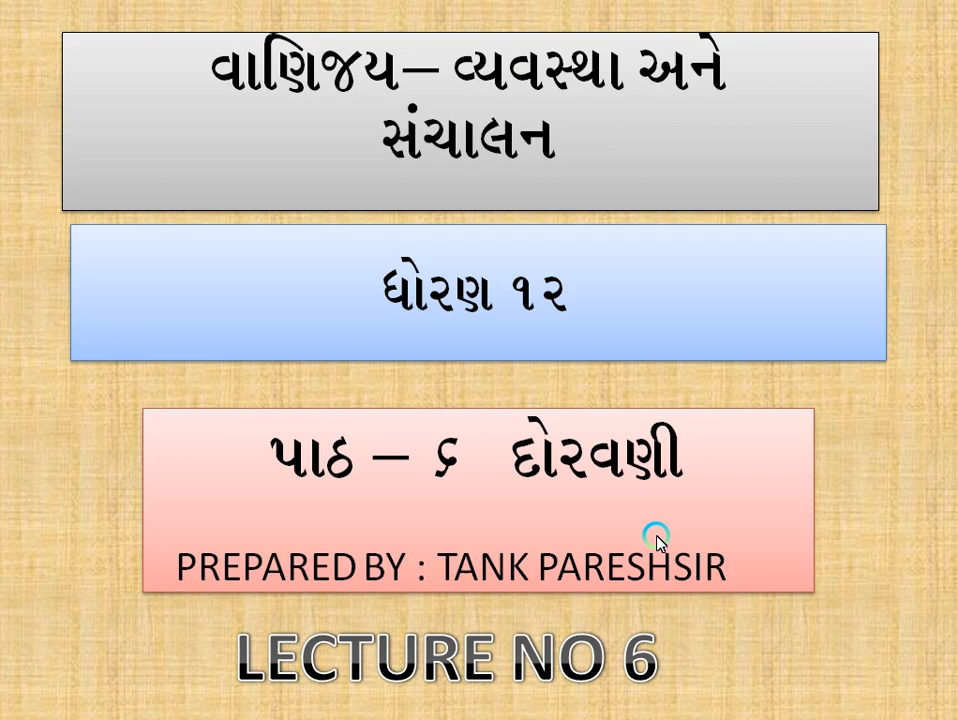 વાણિજય– વ્યવસ્થા અને
સંચાલન
ધોરણ ૧૨
પાઠ – ૬ દોરવણી
PREPARED BY : TANK PARESHSIR
LECTURE NO 6